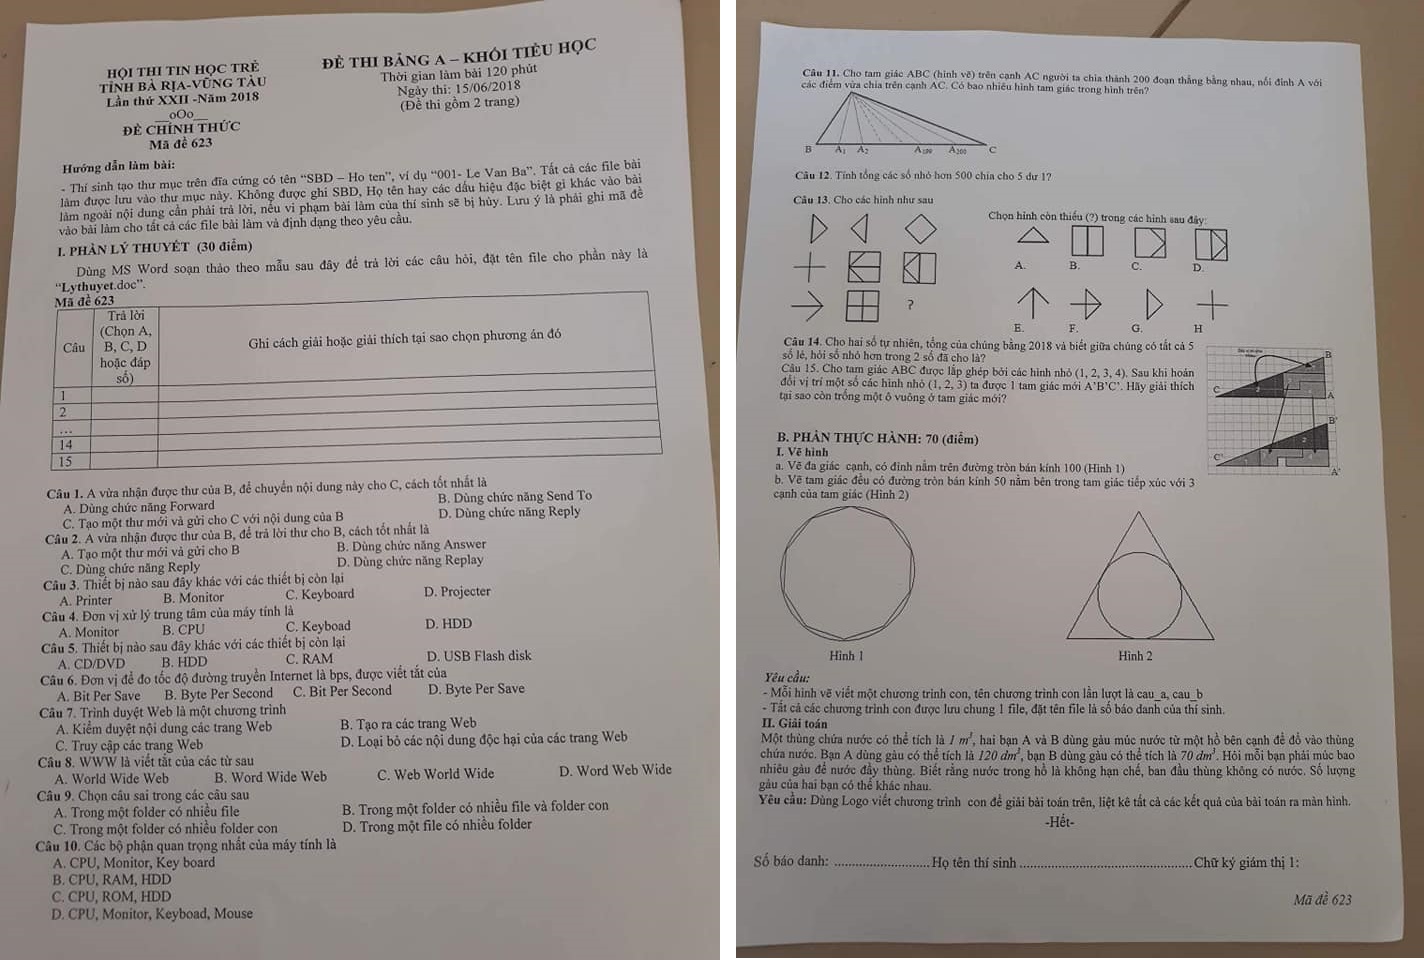 HỘI THI TIN HỌC TRẺ
TỈNH BÀ RỊA-VŨNG TÀU
Lần thứ XXII -Năm 2018
__oOo__
ĐỀ CHÍNH THỨC
Mã đề 623
ĐỀ THI BẢNG A – KHỐI TIỂU HỌC
Thời gian làm bài 120 phút
Ngày thi: 15/06/2018
(Đề thi gồm 2 trang)
Hướng dẫn làm bài:
- Thí sinh tạo thư mục trên đĩa cứng có tên “SBD – Ho ten”, ví dụ “001- Le Van Ba”. Tất cả các file bài
làm được lưu vào thư mục này. Không được ghi SBD, Họ tên hay các dấu hiệu đặc biệt gì khác vào bài
làm ngoài nội dung cần phải trả lời, nếu vi phạm bài làm của thí sinh sẽ bị hủy. Lưu ý là phải ghi mã đề
vào bài làm cho tất cả các file bài làm và định dạng theo yêu cầu.
I. PHẦN LÝ THUYẾT (30 điểm)
Dùng MS Word soạn thảo theo mẫu sau đây để trả lời các câu hỏi, đặt tên file cho phần này là
“Lythuyet.doc”.
Mã đề 623
Câu
Trả lời
(Chọn A,
B, C, D
hoặc đáp
số)
Ghi cách giải hoặc giải thích tại sao chọn phương án đó
1
2
…
14
15
Câu 1. A vừa nhận được thư của B, để chuyển nội dung này cho C, cách tốt nhất là
A. Dùng chức năng Forward B. Dùng chức năng Send To
C. Tạo một thư mới và gửi cho C với nội dung của B D. Dùng chức năng Reply
Câu 2. A vừa nhận được thư của B, để trả lời thư cho B, cách tốt nhất là
A. Tạo một thư mới và gửi cho B B. Dùng chức năng Answer
C. Dùng chức năng Reply D. Dùng chức năng Replay
Câu 3. Thiết bị nào sau đây khác với các thiết bị còn lại
A. Printer B. Monitor C. Keyboard D. Projecter
Câu 4. Đơn vị xử lý trung tâm của máy tính là
A. Monitor B. CPU C. Keyboad D. HDD
Câu 5. Thiết bị nào sau đây khác với các thiết bị còn lại
A. CD/DVD B. HDD C. RAM D. USB Flash disk
Câu 6. Đơn vị để đo tốc độ đường truyền Internet là bps, được viết tắt của
A. Bit Per Save B. Byte Per Second C. Bit Per Second D. Byte Per Save
Câu 7. Trình duyệt Web là một chương trình
A. Kiểm duyệt nội dung các trang Web B. Tạo ra các trang Web
C. Truy cập các trang Web D. Loại bỏ các nội dung độc hại của các trang Web
Câu 8. WWW là viết tắt của các từ sau
A. World Wide Web B. Word Wide Web C. Web World Wide D. Word Web Wide
Câu 9. Chọn câu sai trong các câu sau
A. Trong một folder có nhiều file B. Trong một folder có nhiều file và folder con
C. Trong một folder có nhiều folder con D. Trong một file có nhiều folder
Câu 10. Các bộ phận quan trọng nhất của máy tính là
A. CPU, Monitor, Key board
B. CPU, RAM, HDD
C. CPU, ROM, HDD
D. CPU, Monitor, Keyboad, Mouse
Câu 11. Cho tam giác ABC (hình vẽ) trên cạnh AC người ta chia thành 200 đoạn thẳng bằng nhau, nối đỉnh A với
các điểm vừa chia trên cạnh AC. Có bao nhiêu hình tam giác trong hình trên?
B A1 A2 A199 A200 C
Câu 12. Tính tổng các số nhỏ hơn 500 chia cho 5 dư 1?
Câu 13. Cho các hình như sau
Chọn hình còn thiếu (?) trong các hình sau đây:
A. B. C. D.
?
E. F. G. H
Câu 14. Cho hai số tự nhiên, tổng của chúng bằng 2018 và biết giữa chúng có tất cả 5
số lẻ, hỏi số nhỏ hơn trong 2 số đã cho là?
Câu 15. Cho tam giác ABC được lắp ghép bởi các hình nhỏ (1, 2, 3, 4). Sau khi hoán
đổi vị trí một số các hình nhỏ (1, 2, 3) ta được 1 tam giác mới A’B’C’. Hãy giải thích
tại sao còn trống một ô vuông ở tam giác mới?
B
C
A
B'
2
C'
A'
B. PHẦN THỰC HÀNH: 70 (điểm)
I. Vẽ hình
a. Vẽ đa giác cạnh, có đỉnh nằm trên đường tròn bán kính 100 (Hình 1)
b. Vẽ tam giác đều có đường tròn bán kính 50 nằm bên trong tam giác tiếp xúc với 3
cạnh của tam giác (Hình 2)
Hình 1 Hình 2
Yêu cầu:
- Mỗi hình vẽ viết một chương trình con, tên chương trình con lần lượt là cau_a, cau_b
- Tất cả các chương trình con được lưu chung 1 file, đặt tên file là số báo danh của thí sinh.
II. Giải toán
Một thùng chứa nước có thể tích là 1 m³, hai bạn A và B dùng gàu múc nước từ một hồ bên cạnh để đổ vào thùng
chứa nước. Bạn A dùng gàu có thể tích là 120 dm³, bạn B dùng gàu có thể tích là 70 dm³. Hỏi mỗi bạn phải múc bao
nhiêu gàu để nước đầy thùng. Biết rằng nước trong hồ là không hạn chế, ban đầu thùng không có nước. Số lượng
gàu của hai bạn có thể khác nhau.
Yêu cầu: Dùng Logo viết chương trình con để giải bài toán trên, liệt kê tất cả các kết quả của bài toán ra màn hình.
-Hết-
Số báo danh: ............ Họ tên thí sinh ............ Chữ ký giám thị 1:
Mã đề 623